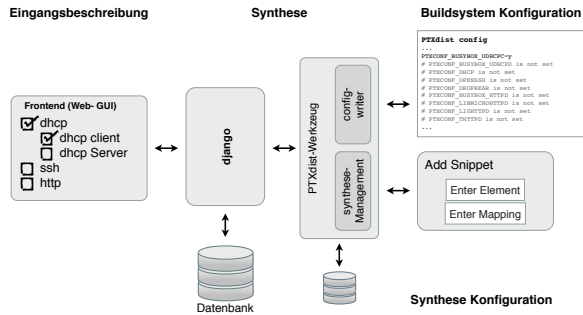 Eingangsbeschreibung
Synthese
Buildsystem Konfiguration
Frontend (Web- GUI)
dhcp
dhcp client
dhcp Server
ssh
http
django
Datenbank
PTXdist-Werkzeug
config-
writer
synthese-
Management
PTXdist config
...
PTXCONF_BUSYBOX_UDHCPC=y
# PTXCONF_BUSYBOX_UDHCPD is not set
# PTXCONF_DHCP is not set
# PTXCONF_OPENSSH is not set
# PTXCONF_DROPBEAR is not set
# PTXCONF_BUSYBOX_HTTPD is not set
# PTXCONF_LIBMICROHTTPD is not set
# PTXCONF_LIGHTTPD is not set
# PTXCONF_THTTPD is not set
...
Add Snippet
Enter Element
Enter Mapping
Synthese Konfiguration